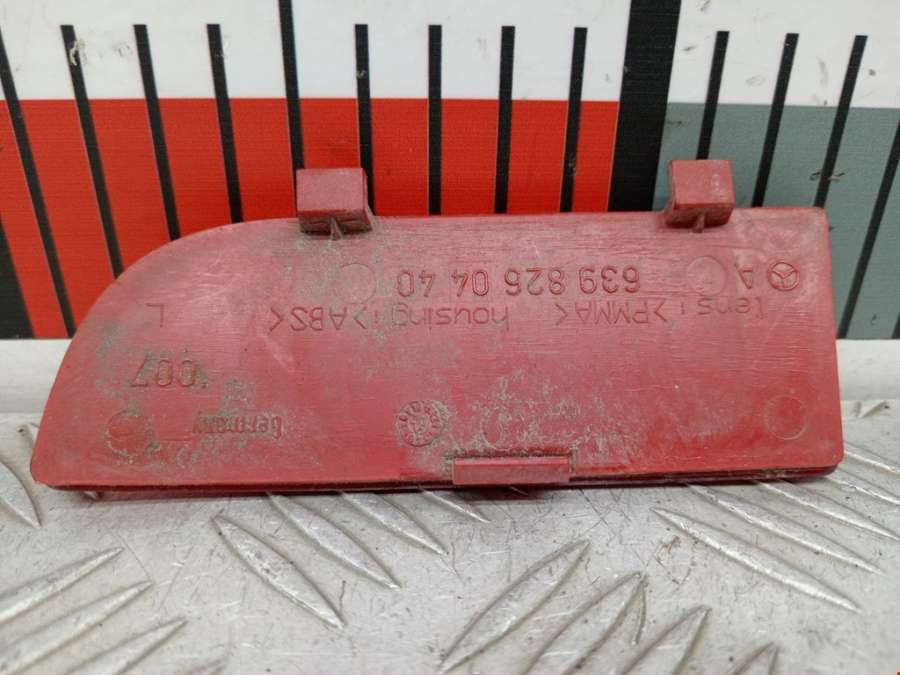 A 639 826 04 40
lens: >PMMA< housing: >ABS< L
007
Germany